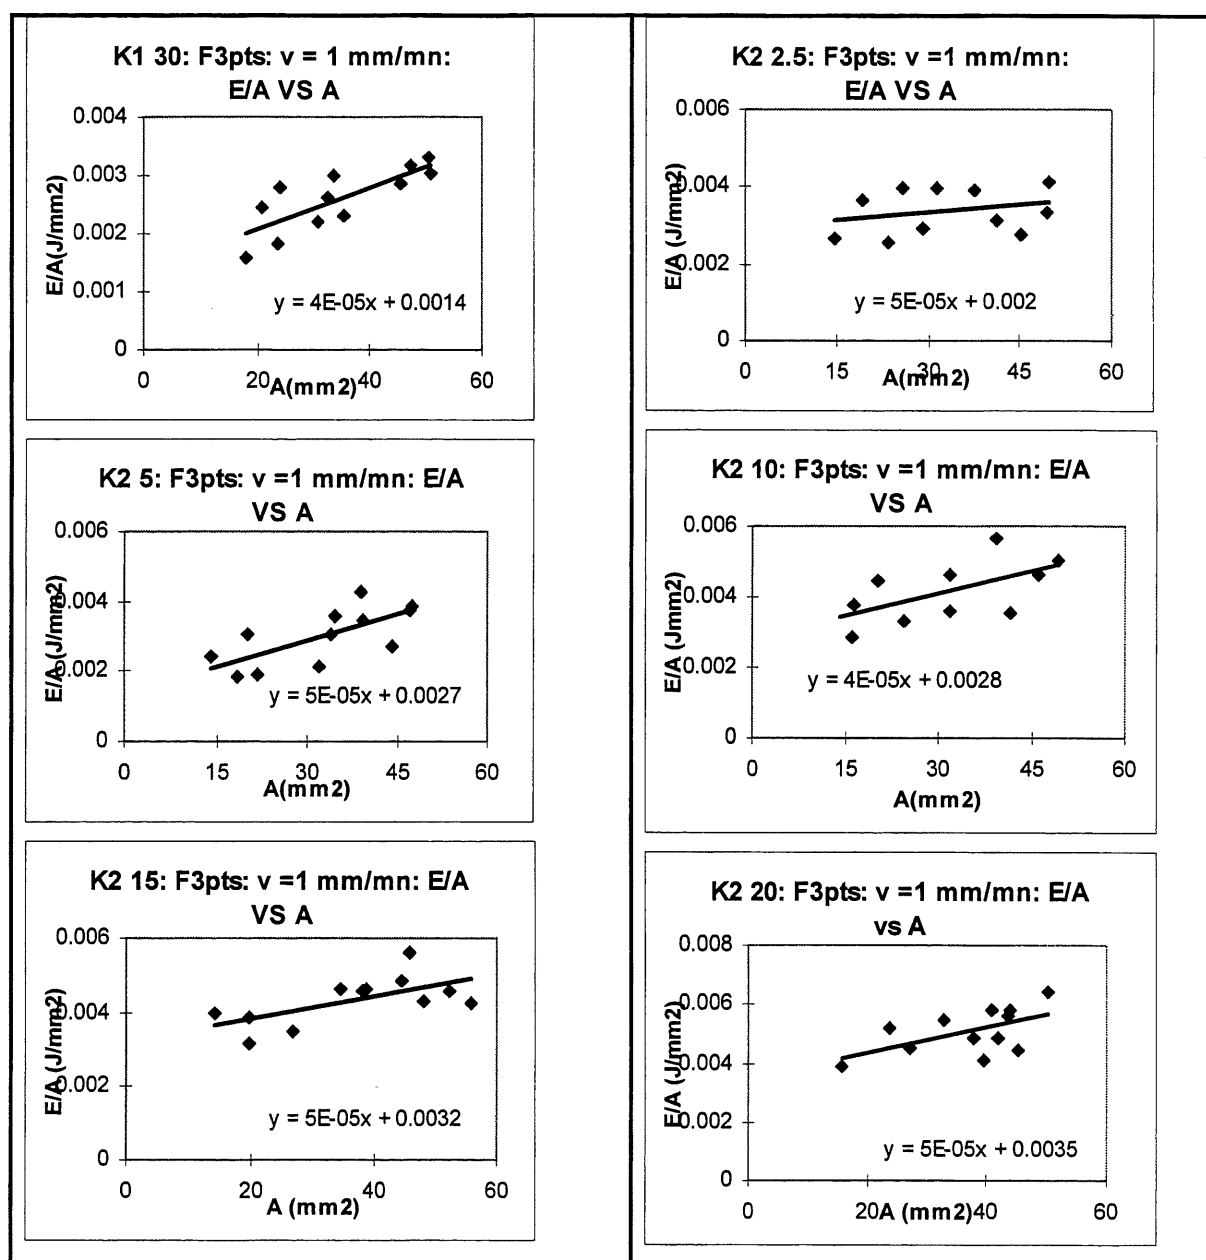 K1 30: F3pts: v = 1 mm/mn:
E/A VS A
0.004
0.003
0.002
0.001
0
E/A(J/mm2)
y = 4E-05x + 0.0014
0
20
40
60
A(mm2)
K2 2.5: F3pts: v =1 mm/mn:
E/A VS A
0.006
0.004
0.002
0
E/A (J/mm2)
y = 5E-05x + 0.002
0
15
30
45
60
A(mm2)
K2 5: F3pts: v =1 mm/mn: E/A
VS A
0.006
0.004
0.002
0
E/A (J/mm2)
y = 5E-05x + 0.0027
0
15
30
45
60
A(mm2)
K2 10: F3pts: v =1 mm/mn: E/A
VS A
0.006
0.004
0.002
0
E/A (Jmm2)
y = 4E-05x + 0.0028
0
15
30
45
60
A(mm2)
K2 15: F3pts: v =1 mm/mn: E/A
VS A
0.006
0.004
0.002
0
E/A (J/mm2)
y = 5E-05x + 0.0032
0
20
40
60
A (mm2)
K2 20: F3pts: v =1 mm/mn: E/A
vs A
0.008
0.006
0.004
0.002
0
E/A (J/mm2)
y = 5E-05x + 0.0035
0
20
40
60
A (mm2)